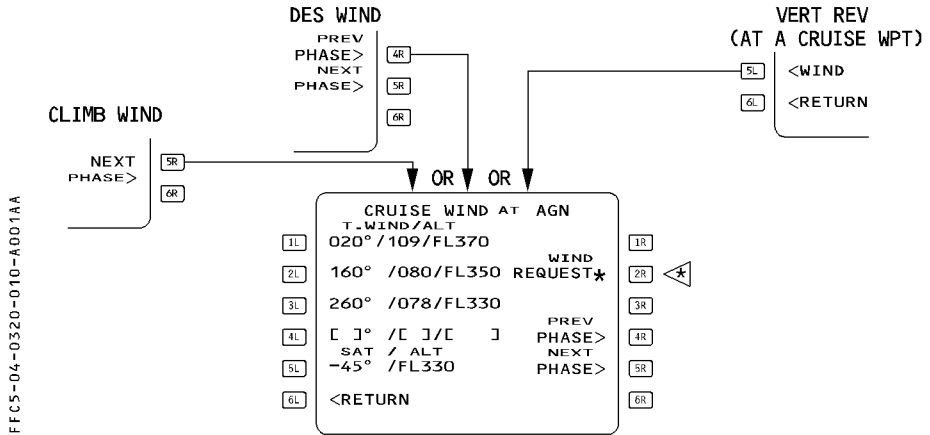 DES WIND
PREV
PHASE> 4R
NEXT
PHASE> 5R
6R
VERT REV
(AT A CRUISE WPT)
5L <WIND
6L <RETURN
CLIMB WIND
NEXT
PHASE> 5R
6R
OR OR
CRUISE WIND AT AGN
T.WIND/ALT
1L 020°/109/FL370 1R
WIND
2L 160° /080/FL350 REQUEST* 2R *
3L 260° /078/FL330 3R
PREV
4L [ ]° /[ ]/[ ] PHASE> 4R
SAT / ALT NEXT
5L -45° /FL330 PHASE> 5R
6L <RETURN 6R
FFC5-04-0320-010-A001AA